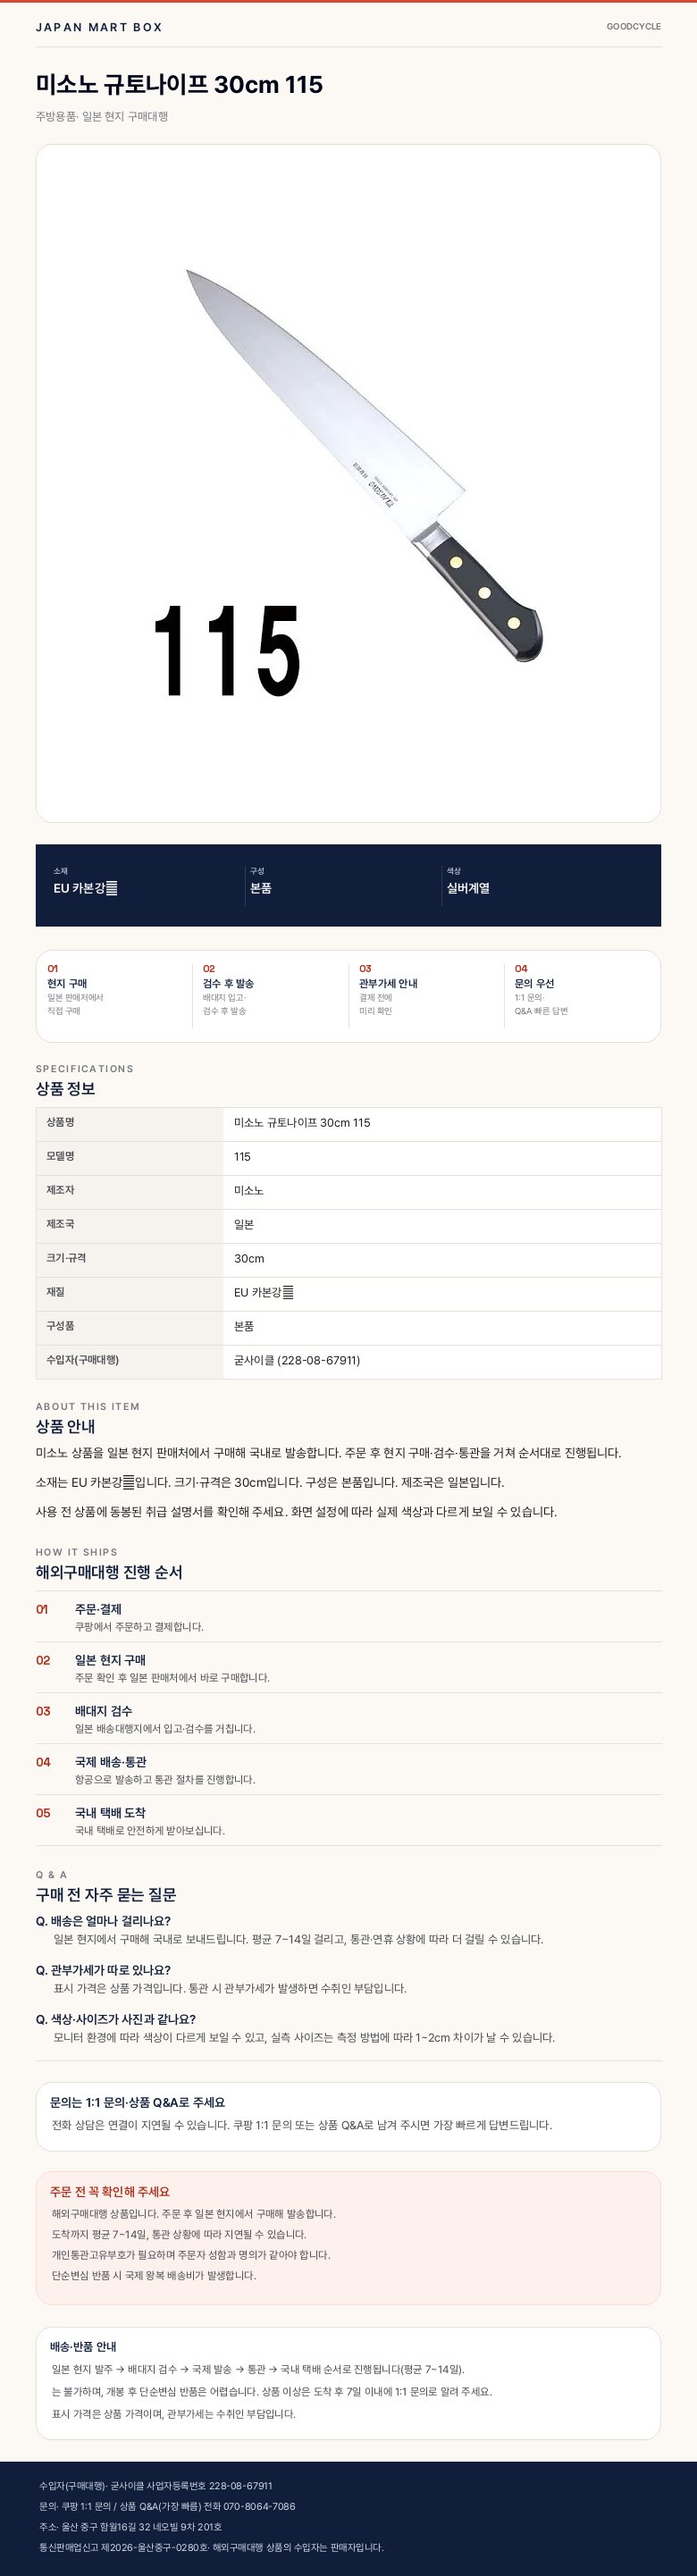 JAPAN MART BOX
GOODCYCLE
미소노 규토나이프 30cm 115
주방용품· 일본 현지 구매대행
115
소재
EU 카본강
구성
본품
색상
실버계열
01
현지 구매
일본 판매처에서
직접 구매
02
검수 후 발송
배대지 입고·
검수 후 발송
03
관부가세 안내
결제 전에
미리 확인
04
문의 우선
1:1 문의·
Q&A 빠른 답변
SPECIFICATIONS
상품 정보
상품명 미소노 규토나이프 30cm 115
모델명 115
제조자 미소노
제조국 일본
크기·규격 30cm
재질 EU 카본강
구성품 본품
수입자(구매대행) 굳사이클 (228-08-67911)
ABOUT THIS ITEM
상품 안내
미소노 상품을 일본 현지 판매처에서 구매해 국내로 발송합니다. 주문 후 현지 구매·검수·통관을 거쳐 순서대로 진행됩니다.
소재는 EU 카본강입니다. 크기·규격은 30cm입니다. 구성은 본품입니다. 제조국은 일본입니다.
사용 전 상품에 동봉된 취급 설명서를 확인해 주세요. 화면 설정에 따라 실제 색상과 다르게 보일 수 있습니다.
HOW IT SHIPS
해외구매대행 진행 순서
01 주문·결제
쿠팡에서 주문하고 결제합니다.
02 일본 현지 구매
주문 확인 후 일본 판매처에서 바로 구매합니다.
03 배대지 검수
일본 배송대행지에서 입고·검수를 거칩니다.
04 국제 배송·통관
항공으로 발송하고 통관 절차를 진행합니다.
05 국내 택배 도착
국내 택배로 안전하게 받아보십니다.
Q & A
구매 전 자주 묻는 질문
Q. 배송은 얼마나 걸리나요?
일본 현지에서 구매해 국내로 보내드립니다. 평균 7~14일 걸리고, 통관·연휴 상황에 따라 더 걸릴 수 있습니다.
Q. 관부가세가 따로 있나요?
표시 가격은 상품 가격입니다. 통관 시 관부가세가 발생하면 수취인 부담입니다.
Q. 색상·사이즈가 사진과 같나요?
모니터 환경에 따라 색상이 다르게 보일 수 있고, 실측 사이즈는 측정 방법에 따라 1~2cm 차이가 날 수 있습니다.
문의는 1:1 문의·상품 Q&A로 주세요
전화 상담은 연결이 지연될 수 있습니다. 쿠팡 1:1 문의 또는 상품 Q&A로 남겨 주시면 가장 빠르게 답변드립니다.
주문 전 꼭 확인해 주세요
해외구매대행 상품입니다. 주문 후 일본 현지에서 구매해 발송합니다.
도착까지 평균 7~14일, 통관 상황에 따라 지연될 수 있습니다.
개인통관고유부호가 필요하며 주문자 성함과 명의가 같아야 합니다.
단순변심 반품 시 국제 왕복 배송비가 발생합니다.
배송·반품 안내
일본 현지 발주 → 배대지 검수 → 국제 발송 → 통관 → 국내 택배 순서로 진행됩니다(평균 7~14일).
는 불가하며, 개봉 후 단순변심 반품은 어렵습니다. 상품 이상은 도착 후 7일 이내에 1:1 문의로 알려 주세요.
표시 가격은 상품 가격이며, 관부가세는 수취인 부담입니다.
수입자(구매대행)· 굳사이클 사업자등록번호 228-08-67911
문의· 쿠팡 1:1 문의 / 상품 Q&A(가장 빠름) 전화 070-8064-7086
주소· 울산 중구 함월16길 32 네오빌 9차 201호
통신판매업신고 제2026-울산중구-0280호· 해외구매대행 상품의 수입자는 판매자입니다.